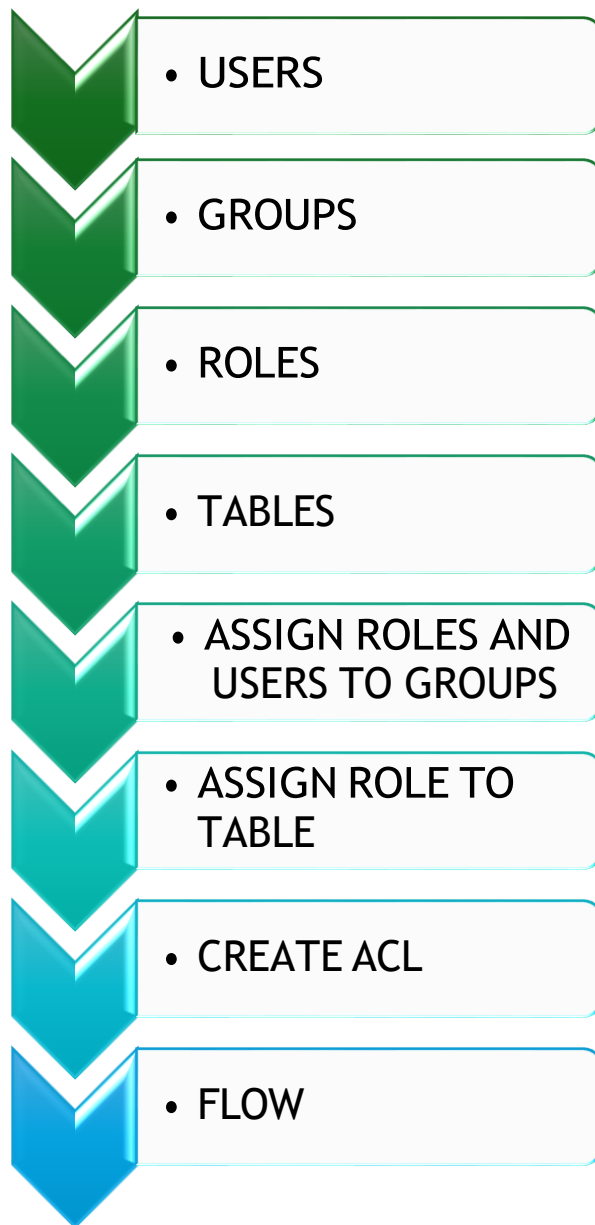 • USERS
• GROUPS
• ROLES
• TABLES
• ASSIGN ROLES AND
USERS TO GROUPS
• ASSIGN ROLE TO
TABLE
• CREATE ACL
• FLOW